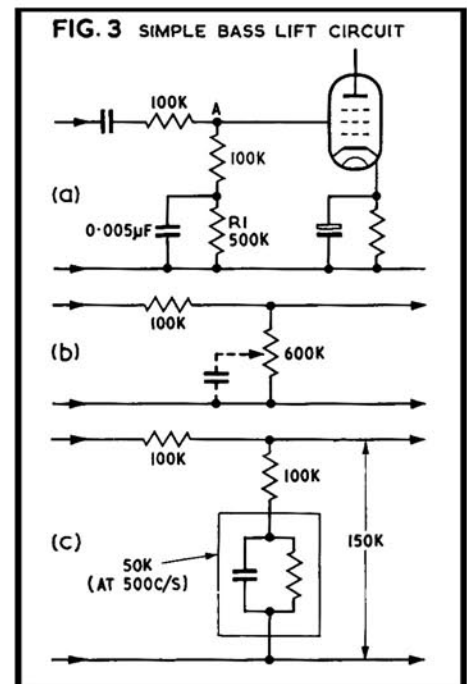 FIG. 3 SIMPLE BASS LIFT CIRCUIT
100K
A
100K
(a)
0·005µF
R1
500K
100K
(b)
600K
100K
100K
(c)
150K
50K
(AT 500C/S)